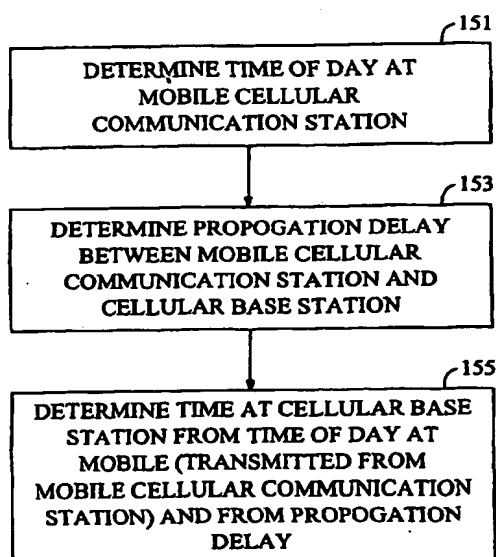 151
DETERMINE TIME OF DAY AT
MOBILE CELLULAR
COMMUNICATION STATION
153
DETERMINE PROPOGATION DELAY
BETWEEN MOBILE CELLULAR
COMMUNICATION STATION AND
CELLULAR BASE STATION
155
DETERMINE TIME AT CELLULAR BASE
STATION FROM TIME OF DAY AT
MOBILE (TRANSMITTED FROM
MOBILE CELLULAR COMMUNICATION
STATION) AND FROM PROPOGATION
DELAY